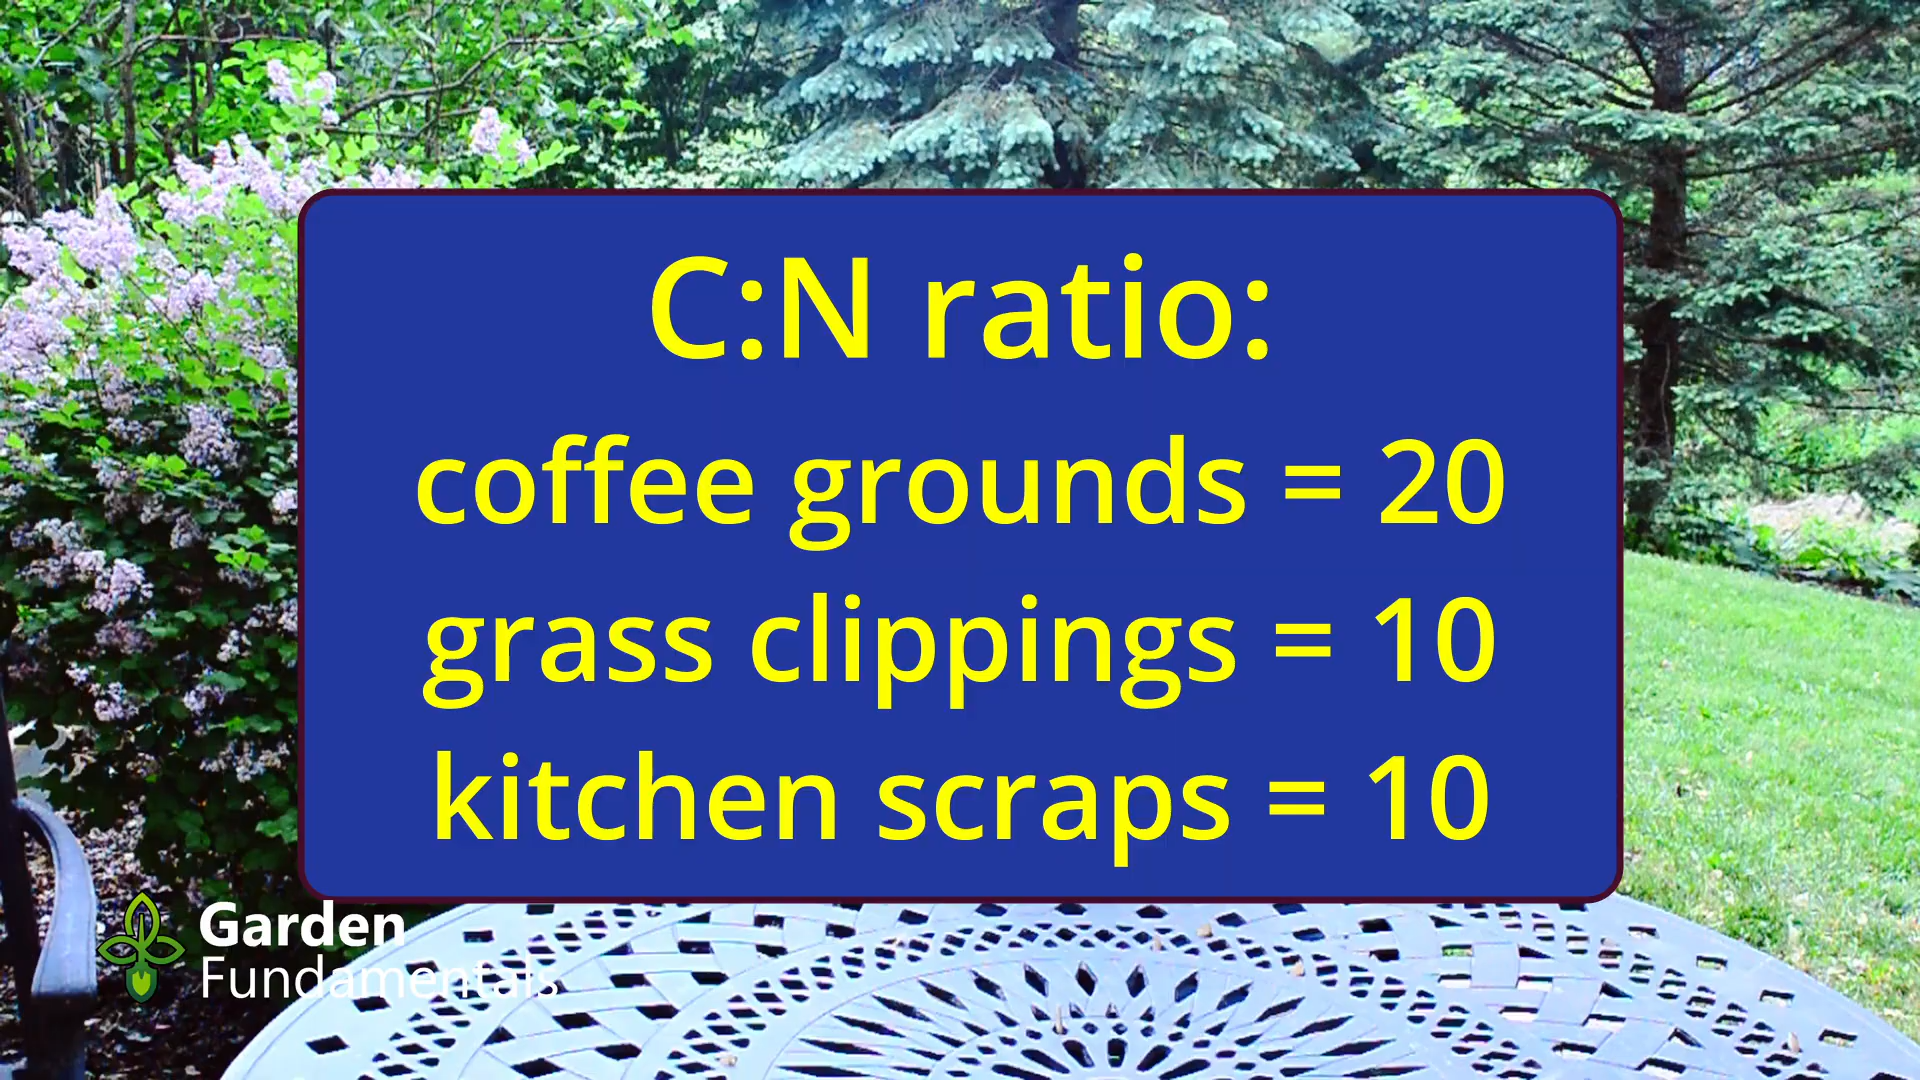 C:N ratio:
coffee grounds = 20
grass clippings = 10
kitchen scraps = 10
Garden
Fundamentals